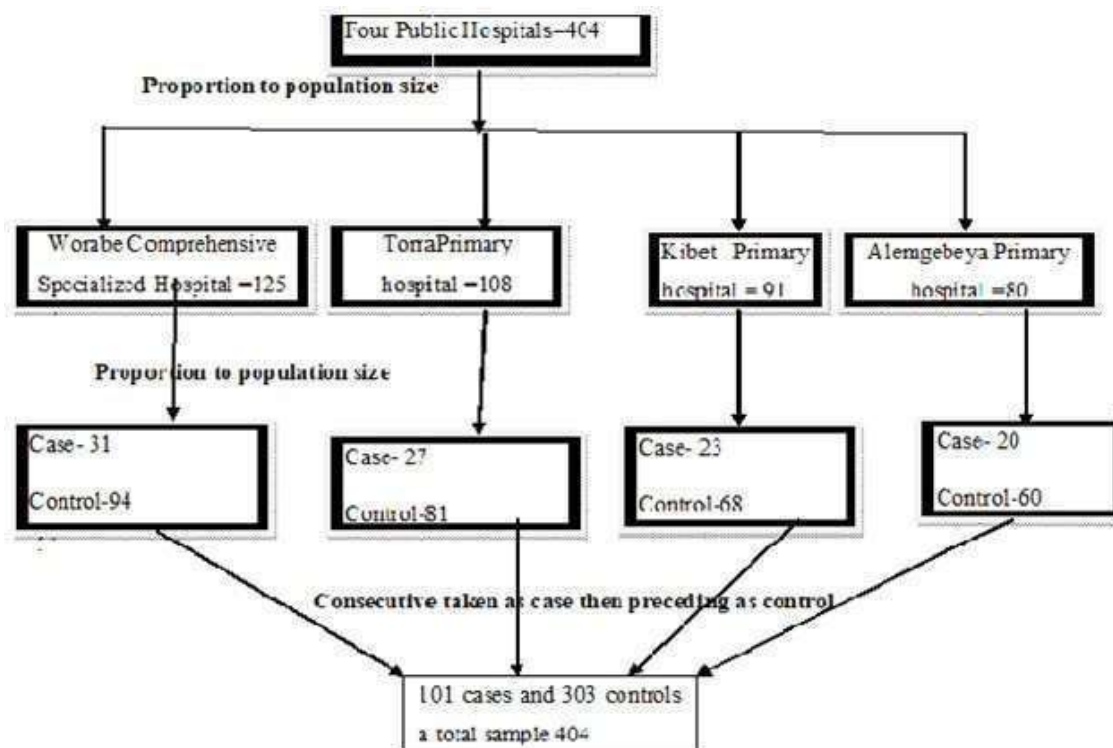 Four Public Hospitals–404
Proportion to population size
Worabe Comprehensive
Specialized Hospital –125
TorraPrimary
hospital –108
Kibet Primary
hospital = 91
Alemgebeya Primary
hospital =80
Proportion to population size
Case- 31
Control-94
Case- 27
Control-81
Case- 23
Control-68
Case- 20
Control-60
Consecutive taken as case then preceding as control
101 cases and 303 controls
a total sample 404